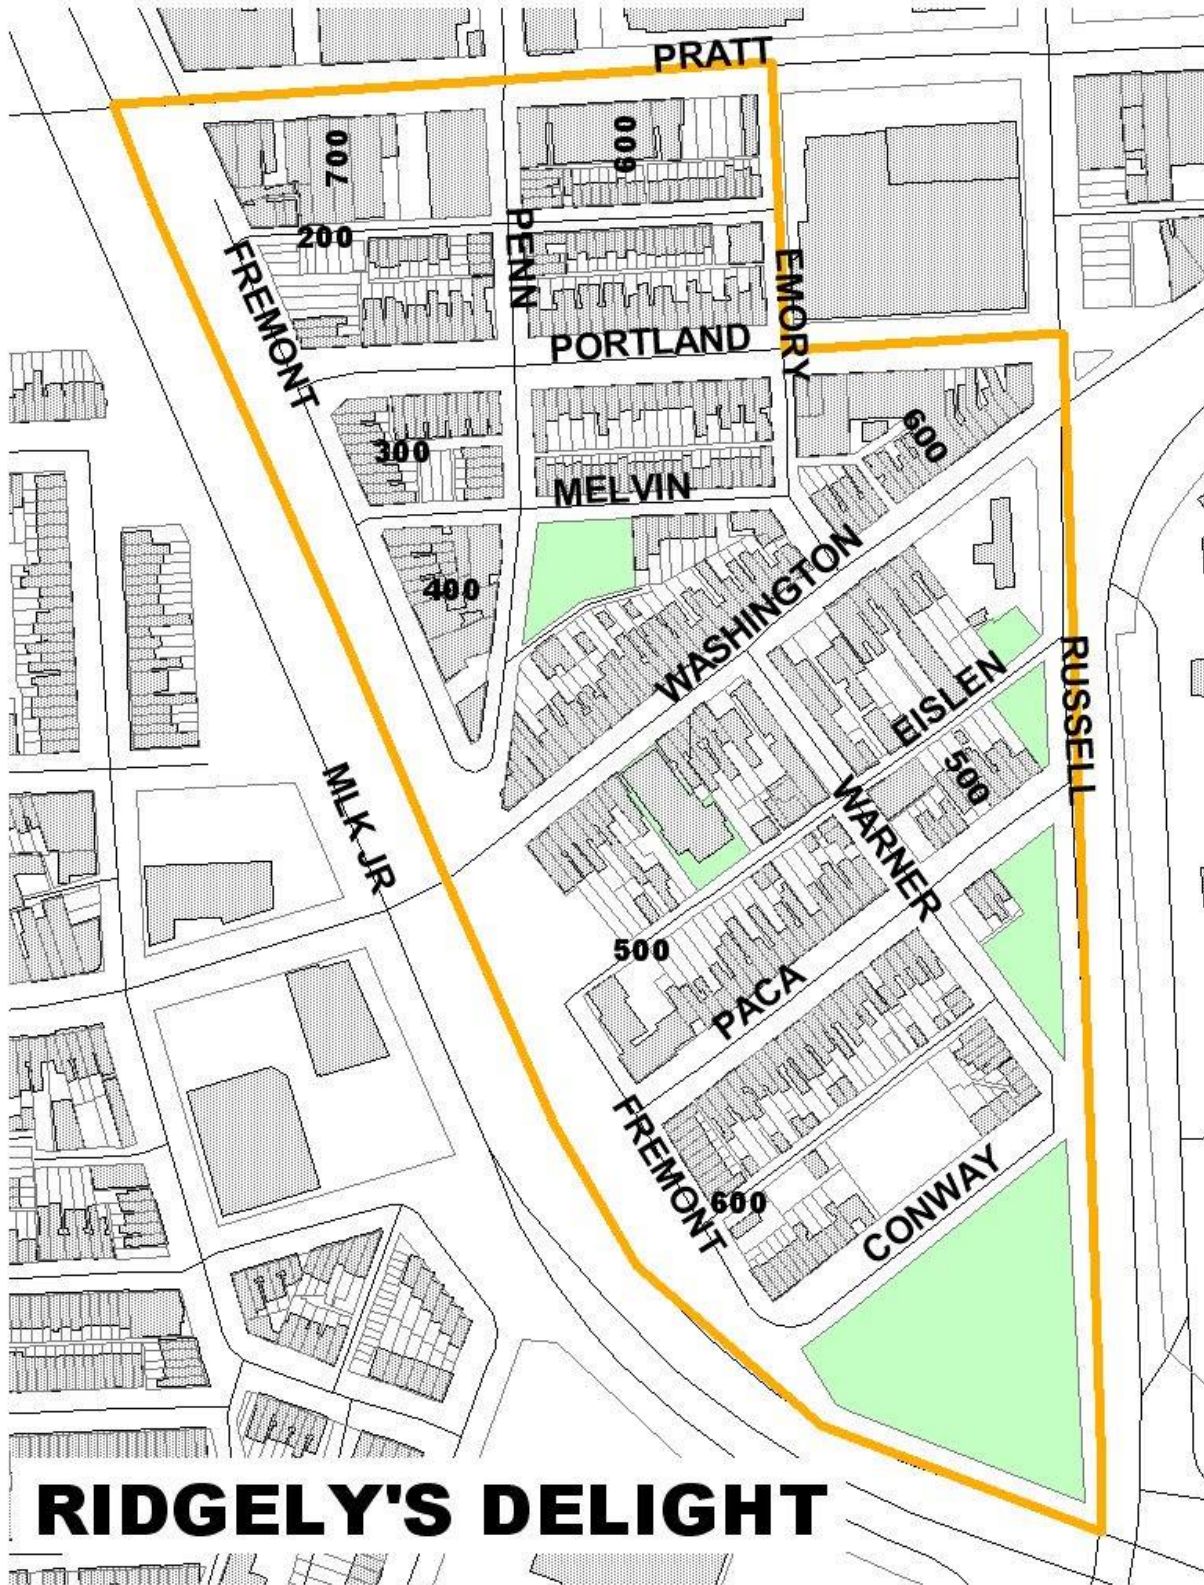 PRATT
700
600
200
FREMONT
PENN
EMORY
PORTLAND
300
600
MELVIN
400
WASHINGTON
EISLEN
RUSSELL
500
MLK JR
WARNER
500
PACA
FREMONT
600
CONWAY
RIDGELY'S DELIGHT